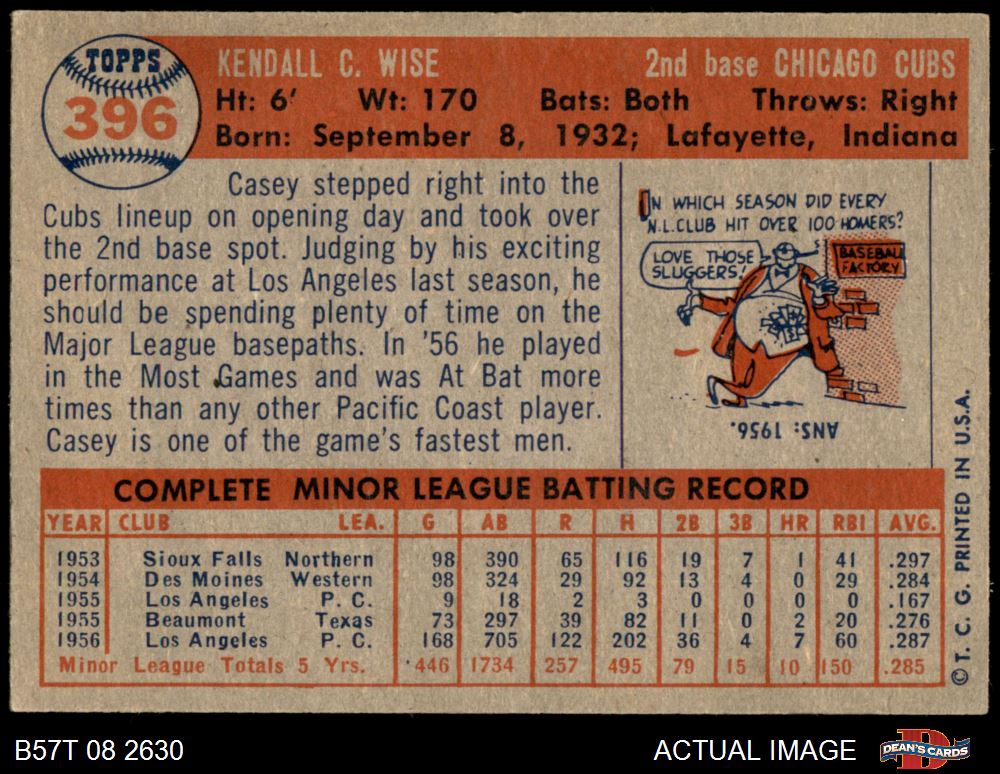 TOPPS
396
KENDALL C. WISE 2nd base CHICAGO CUBS
Ht: 6' Wt: 170 Bats: Both Throws: Right
Born: September 8, 1932; Lafayette, Indiana
Casey stepped right into the
Cubs lineup on opening day and took over
the 2nd base spot. Judging by his exciting
performance at Los Angeles last season, he
should be spending plenty of time on the
Major League basepaths. In '56 he played
in the Most Games and was At Bat more
times than any other Pacific Coast player.
Casey is one of the game's fastest men.
IN WHICH SEASON DID EVERY
N.L. CLUB HIT OVER 100 HOMERS?
LOVE THOSE
SLUGGERS!
BASEBALL
FACTORY
ANS: 1956.
COMPLETE MINOR LEAGUE BATTING RECORD
YEAR CLUB LEA. G AB R H 2B 3B HR RBI AVG.
1953 Sioux Falls Northern 98 390 65 116 19 7 1 41 .297
1954 Des Moines Western 98 324 29 92 13 4 0 29 .284
1955 Los Angeles P. C. 9 18 2 3 0 0 0 0 .167
1955 Beaumont Texas 73 297 39 82 11 0 2 20 .276
1956 Los Angeles P. C. 168 705 122 202 36 4 7 60 .287
Minor League Totals 5 Yrs. 446 1734 257 495 79 15 10 150 .285
© T. C. G. PRINTED IN U.S.A.
B57T 08 2630 ACTUAL IMAGE
DEAN'S CARDS